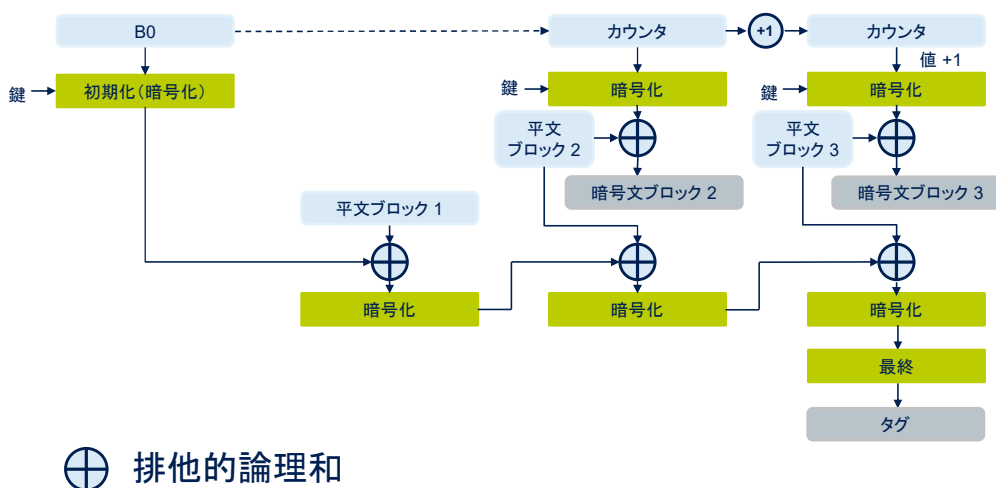 B0
カウンタ
+1
カウンタ
値 +1
鍵
初期化(暗号化)
鍵
暗号化
鍵
暗号化
平文
ブロック 2
平文
ブロック 3
暗号文ブロック 2
暗号文ブロック 3
平文ブロック 1
暗号化
暗号化
暗号化
最終
タグ
排他的論理和